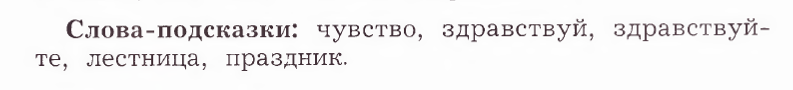 Слова-подсказки: чувство, здравствуй, здравствуй-
те, лестница, праздник.